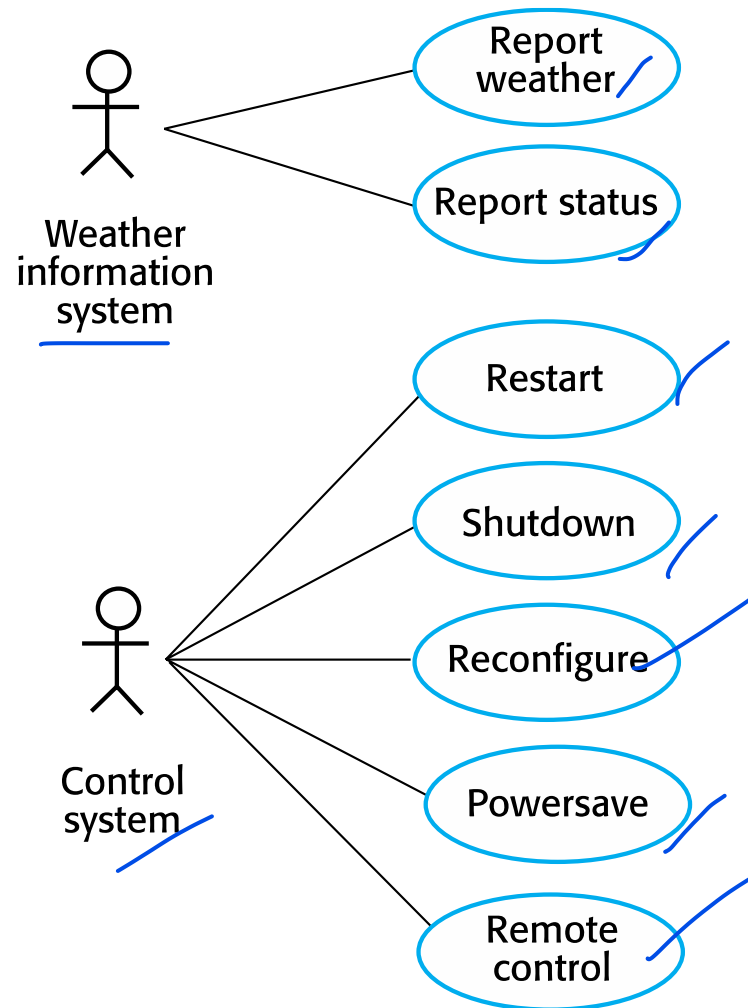 Report
weather
Report status
Weather
information
system
Restart
Shutdown
Reconfigure
Control
system
Powersave
Remote
control